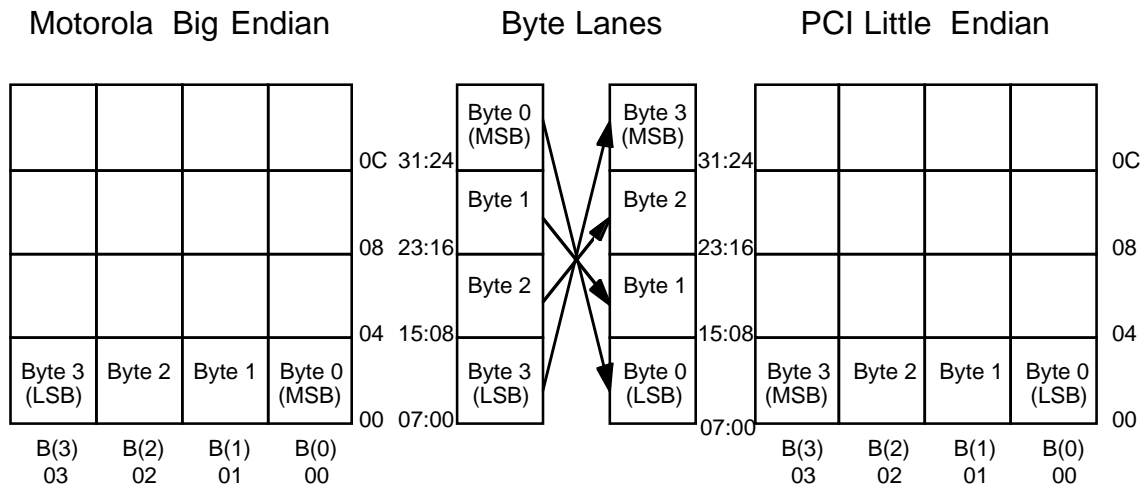 Motorola Big Endian
Byte Lanes
PCI Little Endian
0C
08
04
00
Byte 3
(LSB)
Byte 2
Byte 1
Byte 0
(MSB)
B(3)
03
B(2)
02
B(1)
01
B(0)
00
31:24
23:16
15:08
07:00
Byte 0
(MSB)
Byte 1
Byte 2
Byte 3
(LSB)
Byte 3
(MSB)
Byte 2
Byte 1
Byte 0
(LSB)
31:24
23:16
15:08
07:00
0C
08
04
00
Byte 3
(MSB)
Byte 2
Byte 1
Byte 0
(LSB)
B(3)
03
B(2)
02
B(1)
01
B(0)
00